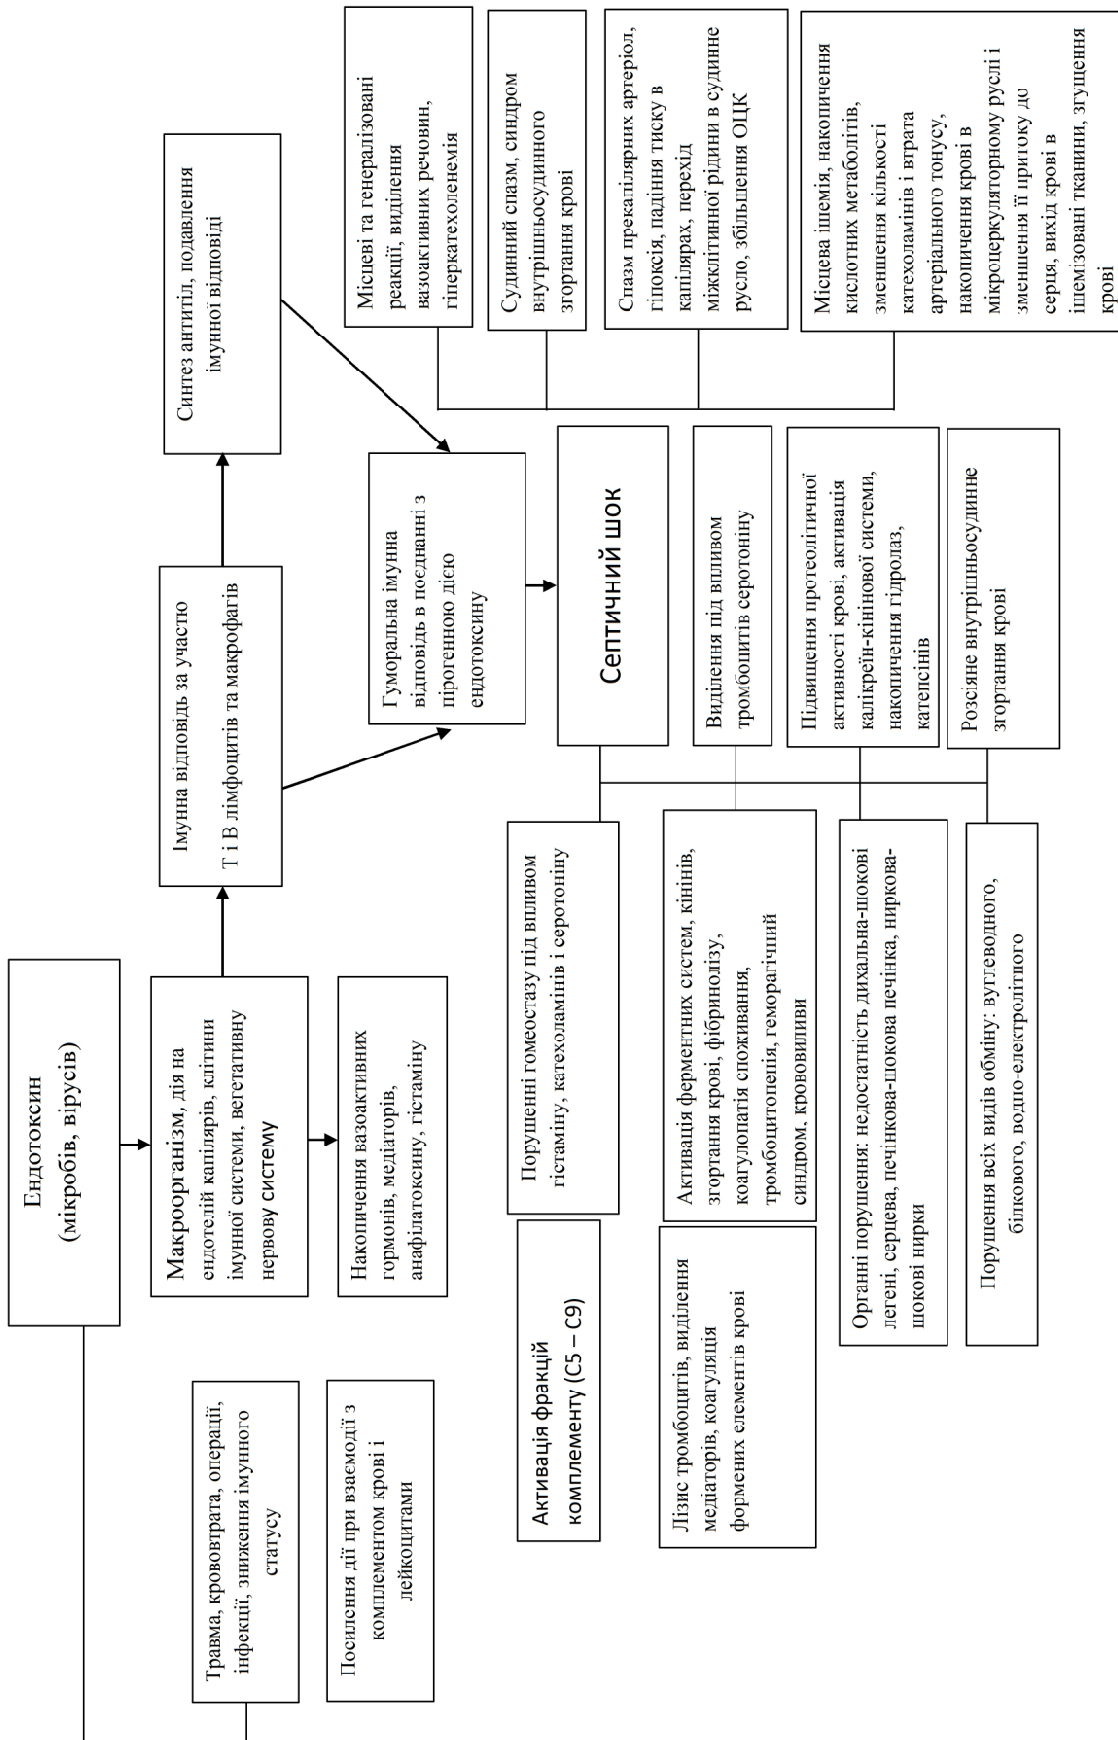 Ендотоксин
(мікробів, вірусів)
Травма, крововтрата, операції,
інфекції, зниження імунного
статусу
Макроорганізм, дія на
ендотелій капілярів, клітини
імунної системи, вегетативну
нервову систему
Імунна відповідь за участю
Т і В лімфоцитів та макрофагів
Синтез антитіл, подавлення
імунної відповіді
Посилення дії при взаємодії з
комплементом крові і
лейкоцитами
Накопичення вазоактивних
гормонів, медіаторів,
анафілатоксину, гістаміну
Гуморальна імунна
відповідь в поєднанні з
пірогенною дією
ендотоксину
Місцеві та генералізовані
реакції, виділення
вазоактивних речовин,
гіперкатехоленемія
Судинний спазм, синдром
внутрішньосудинного
згортання крові
Спазм прекапілярних артеріол,
гіпоксія, падіння тиску в
капілярах, перехід
міжклітинної рідини в судинне
русло, збільшення ОЦК
Місцева ішемія, накопичення
кислотних метаболітів,
зменшення кількості
катехоламінів і втрата
артеріального тонусу,
накопичення крові в
мікроцеркуляторному руслі і
зменшення її притоку до
серця, вихід крові в
ішемізовані тканини, згущення
крові
Септичний шок
Активація фракцій
комплементу (С5 – С9)
Порушенні гомеостазу під впливом
гістаміну, катехоламінів і серотоніну
Виділення під впливом
тромбоцитів серотоніну
Лізис тромбоцитів, виділення
медіаторів, коагуляція
формених елементів крові
Активація ферментних систем, кінінів,
згортання крові, фібринолізу,
коагулопатія споживання,
тромбоцитопенія, геморагічний
синдром, крововиливи
Підвищення протеолітичної
активності крові, активація
калікреїн-кінінової системи,
накопичення гідролаз,
катепсінів
Органні порушення: недостатність дихальна-шокові
легені, серцева, печінкова-шокова печінка, ниркова-
шокові нирки
Розсіяне внутрішньосудинне
згортання крові
Порушення всіх видів обміну: вуглеводного,
білкового, водно-електролітного